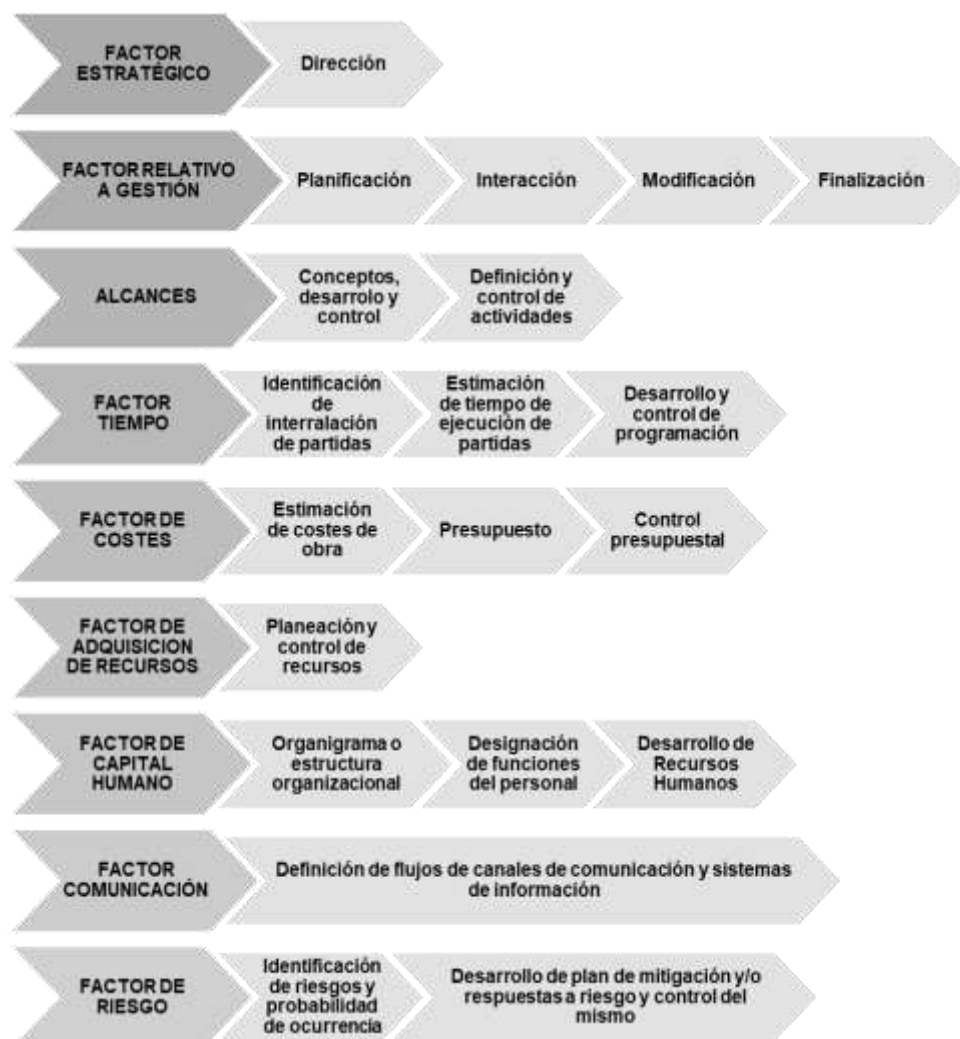 FACTOR
ESTRATÉGICO
Dirección
FACTOR RELATIVO
A GESTIÓN
Planificación
Interacción
Modificación
Finalización
ALCANCES
Conceptos,
desarrolo y
control
Definición y
control de
actividades
FACTOR
TIEMPO
Identificación
de
interralación
de partidas
Estimación
de tiempo de
ejecución de
partidas
Desarrollo y
control de
programación
FACTOR DE
COSTES
Estimación
de costes de
obra
Presupuesto
Control
presupuestal
FACTOR DE
ADQUISICION
DE RECURSOS
Planeación y
control de
recursos
FACTOR DE
CAPITAL
HUMANO
Organigrama o
estructura
organizacional
Designación
de funciones
del personal
Desarrollo de
Recursos
Humanos
FACTOR
COMUNICACIÓN
Definición de flujos de canales de comunicación y sistemas
de información
FACTOR DE
RIESGO
Identificación
de riesgos y
probabilidad
de ocurrencia
Desarrollo de plan de mitigación y/o
respuestas a riesgo y control del
mismo